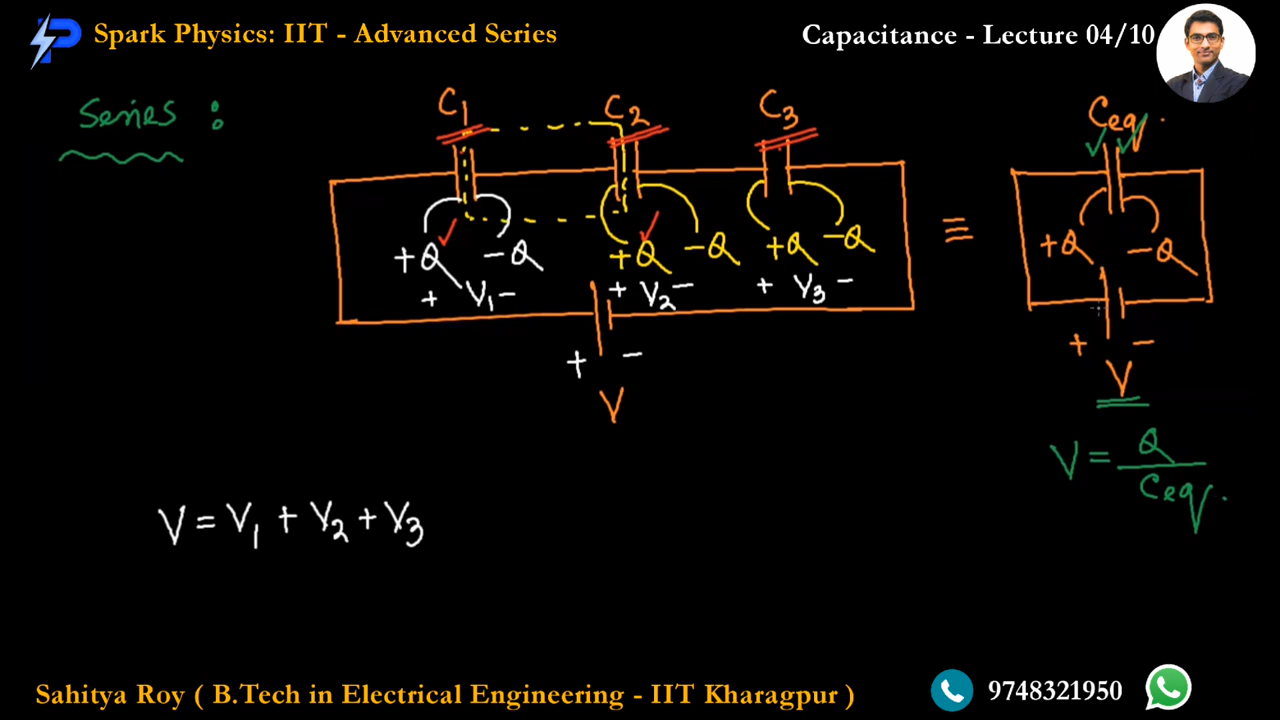 Spark Physics: IIT - Advanced Series
Capacitance - Lecture 04/10
Series :
C1 C2 C3
+Q -Q +Q -Q +Q -Q
+ V1 - + V2 - + V3 -
+ -
V
≡
Ceq.
+Q -Q
+ -
V
V = Q / Ceq.
V = V1 + V2 + V3
Sahitya Roy ( B.Tech in Electrical Engineering - IIT Kharagpur )
9748321950